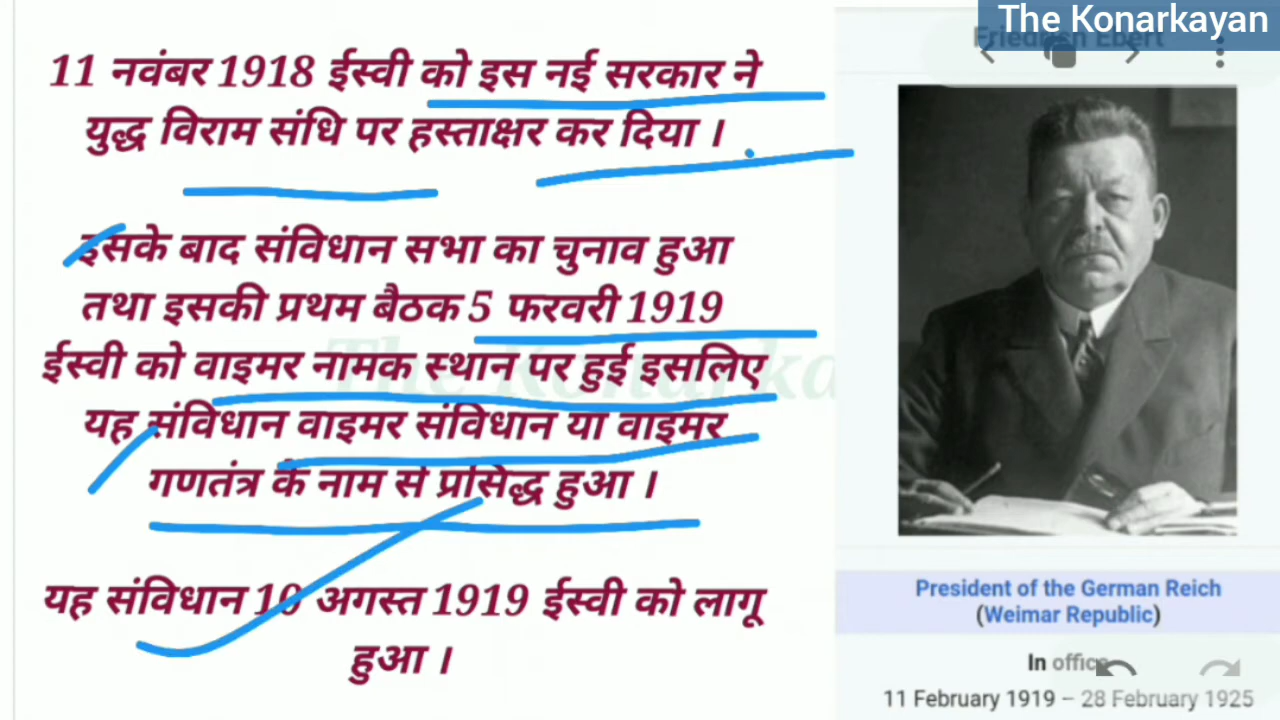 The Konarkayan
Friedrich Ebert
11 नवंबर 1918 ईस्वी को इस नई सरकार ने
युद्ध विराम संधि पर हस्ताक्षर कर दिया ।
इसके बाद संविधान सभा का चुनाव हुआ
तथा इसकी प्रथम बैठक 5 फरवरी 1919
ईस्वी को वाइमर नामक स्थान पर हुई इसलिए
यह संविधान वाइमर संविधान या वाइमर
गणतंत्र के नाम से प्रसिद्ध हुआ ।
यह संविधान 10 अगस्त 1919 ईस्वी को लागू
हुआ ।
President of the German Reich
(Weimar Republic)
In office
11 February 1919 – 28 February 1925